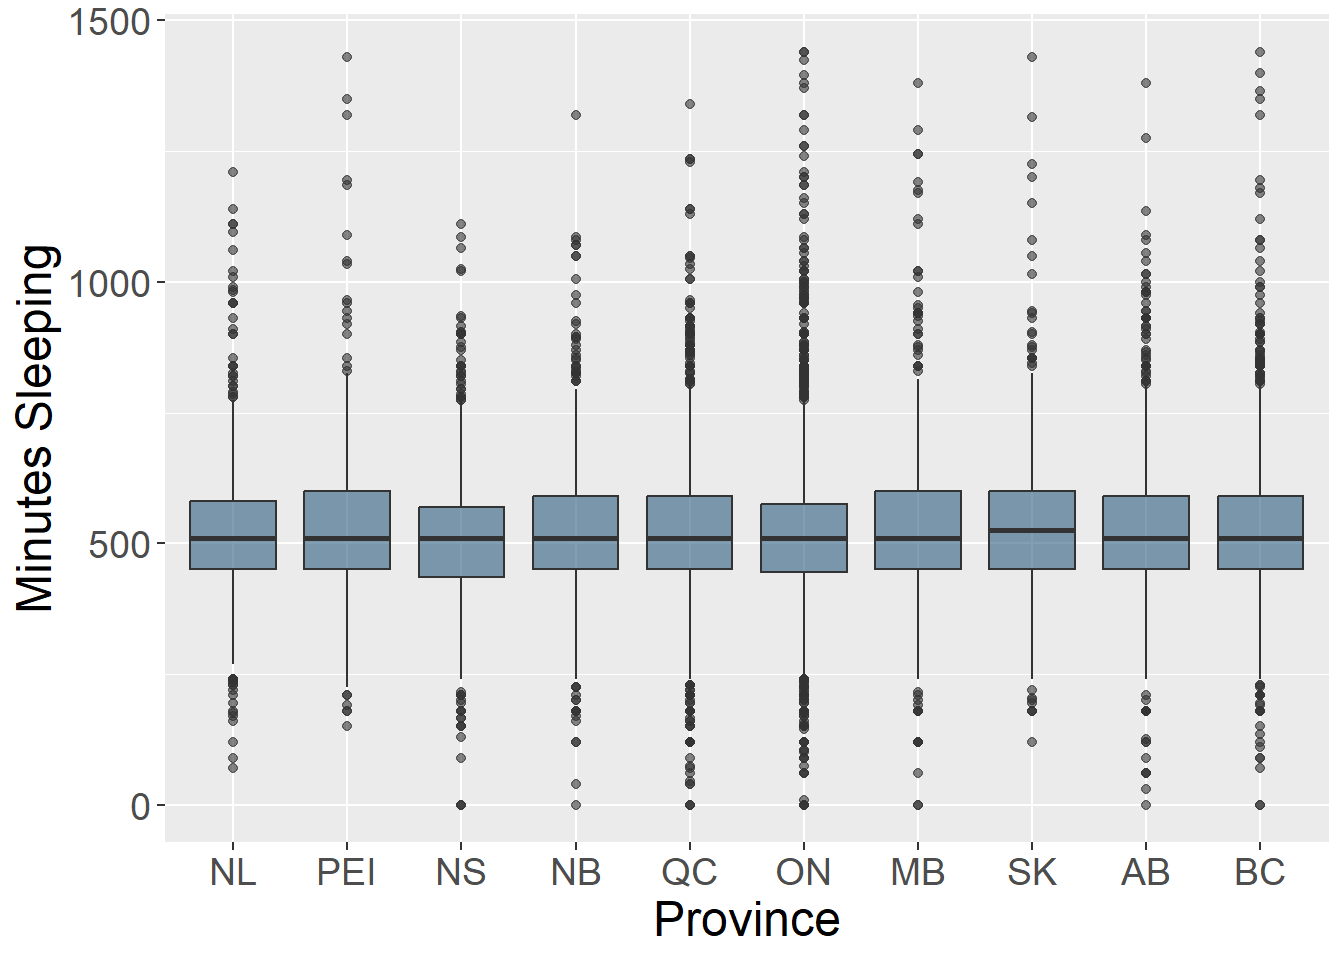 Minutes Sleeping
1500
1000
500
0
NL PEI NS NB QC ON MB SK AB BC
Province